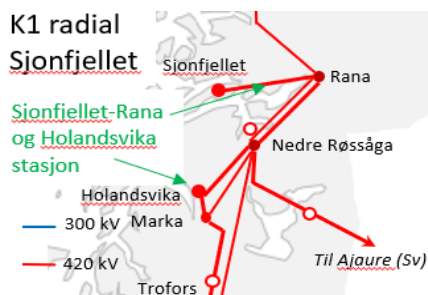 K1 radial
Sjonfjellet
Sjonfjellet
Rana
Sjonfjellet-Rana
og Holandsvika
stasjon
Nedre Røssåga
Holandsvika
Marka
300 kV
420 kV
Til Ajaure (Sv)
Trofors